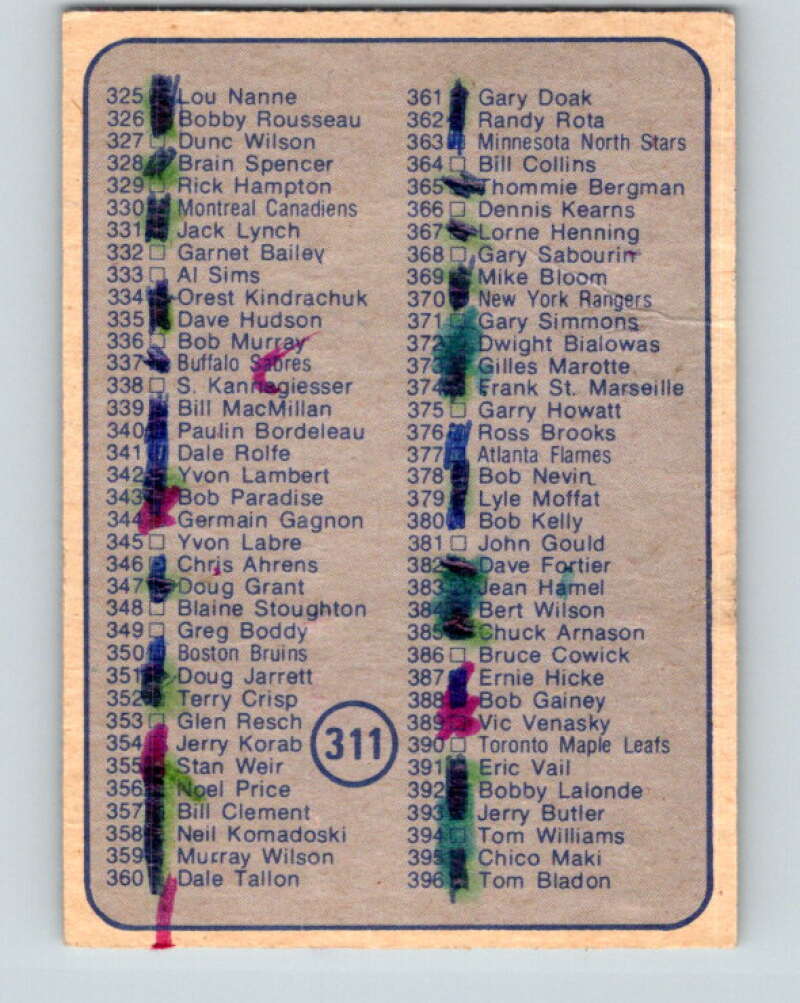 325 Lou Nanne
326 Bobby Rousseau
327 Dunc Wilson
328 Brain Spencer
329 Rick Hampton
330 Montreal Canadiens
331 Jack Lynch
332 Garnet Bailey
333 Al Sims
334 Orest Kindrachuk
335 Dave Hudson
336 Bob Murray
337 Buffalo Sabres
338 S. Kannegiesser
339 Bill MacMillan
340 Paulin Bordeleau
341 Dale Rolfe
342 Yvon Lambert
343 Bob Paradise
344 Germain Gagnon
345 Yvon Labre
346 Chris Ahrens
347 Doug Grant
348 Blaine Stoughton
349 Greg Boddy
350 Boston Bruins
351 Doug Jarrett
352 Terry Crisp
353 Glen Resch
354 Jerry Korab
355 Stan Weir
356 Noel Price
357 Bill Clement
358 Neil Komadoski
359 Murray Wilson
360 Dale Tallon
311
361 Gary Doak
362 Randy Rota
363 Minnesota North Stars
364 Bill Collins
365 Thommie Bergman
366 Dennis Kearns
367 Lorne Henning
368 Gary Sabourin
369 Mike Bloom
370 New York Rangers
371 Gary Simmons
372 Dwight Bialowas
373 Gilles Marotte
374 Frank St. Marseille
375 Garry Howatt
376 Ross Brooks
377 Atlanta Flames
378 Bob Nevin
379 Lyle Moffat
380 Bob Kelly
381 John Gould
382 Dave Fortier
383 Jean Hamel
384 Bert Wilson
385 Chuck Arnason
386 Bruce Cowick
387 Ernie Hicke
388 Bob Gainey
389 Vic Venasky
390 Toronto Maple Leafs
391 Eric Vail
392 Bobby Lalonde
393 Jerry Butler
394 Tom Williams
395 Chico Maki
396 Tom Bladon